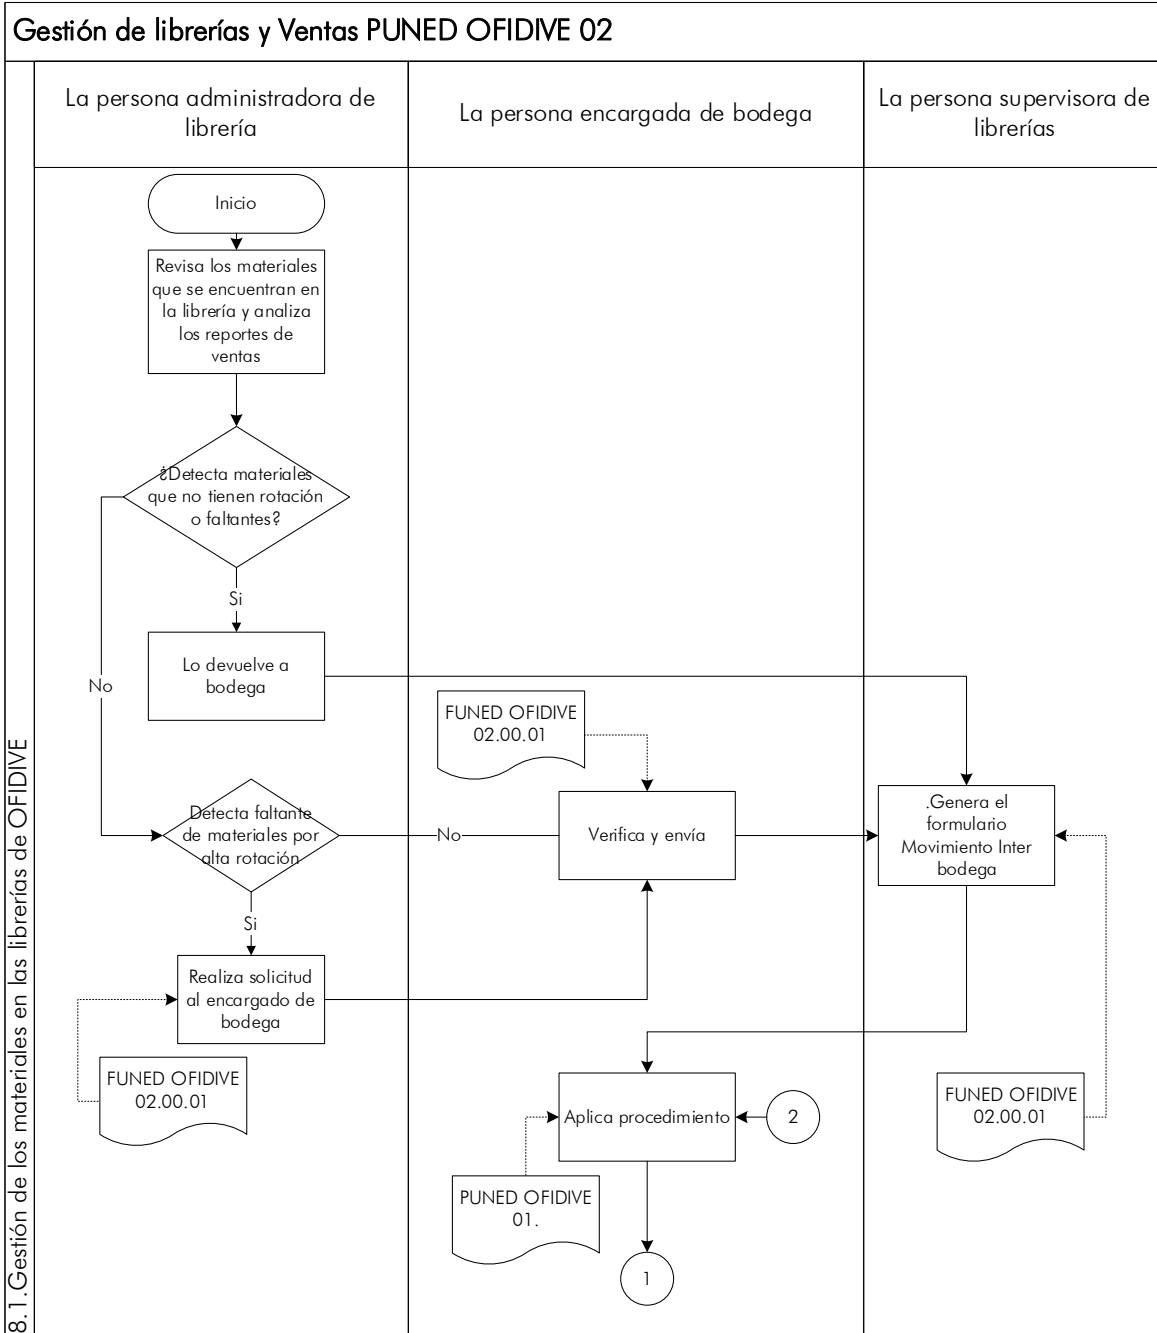 Gestión de librerías y Ventas PUNED OFIDIVE 02
8.1.Gestión de los materiales en las librerías de OFIDIVE
La persona administradora de
librería
La persona encargada de bodega
La persona supervisora de
librerías
Inicio
Revisa los materiales
que se encuentran en
la librería y analiza
los reportes de
ventas
¿Detecta materiales
que no tienen rotación
o faltantes?
Si
No
Lo devuelve a
bodega
FUNED OFIDIVE
02.00.01
Detecta faltante
de materiales por
alta rotación
No
Verifica y envía
.Genera el
formulario
Movimiento Inter
bodega
Si
Realiza solicitud
al encargado de
bodega
FUNED OFIDIVE
02.00.01
Aplica procedimiento
2
FUNED OFIDIVE
02.00.01
PUNED OFIDIVE
01.
1